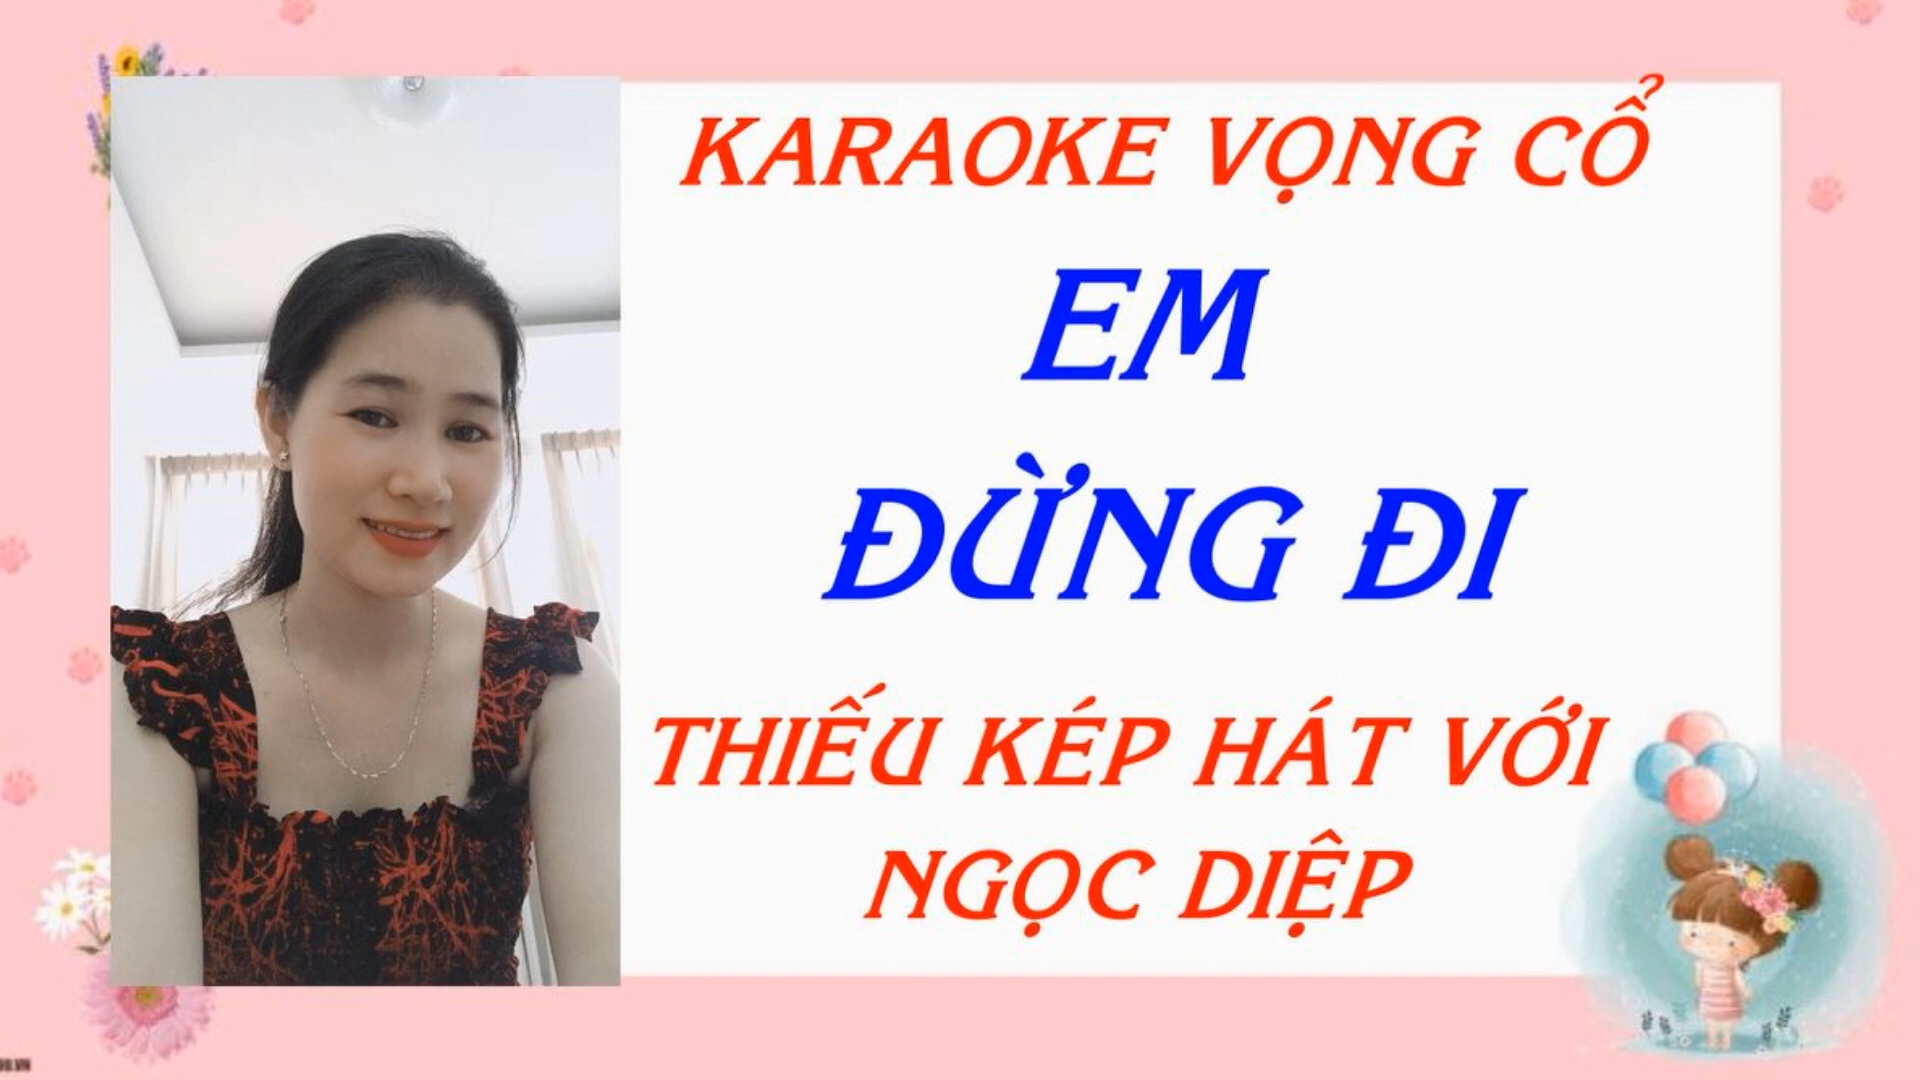 KARAOKE VỌNG CỔ
EM
ĐỪNG ĐI
THIẾU KÉP HÁT VỚI
NGỌC DIỆP